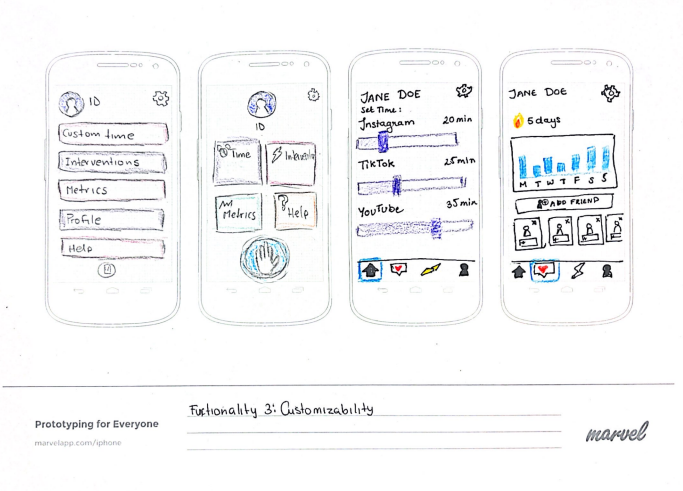 ID
Custom time
Interventions
Metrics
Profile
Help
ID
Time
Metrics
Help
JANE DOE
Set Time:
Instagram 20 min
TikTok 25 min
YouTube 35 min
JANE DOE
5 days
M T W T F S S
ADD FRIEND
Prototyping for Everyone
marvelapp.com/iphone
Functionality 3: Customizability
marvel